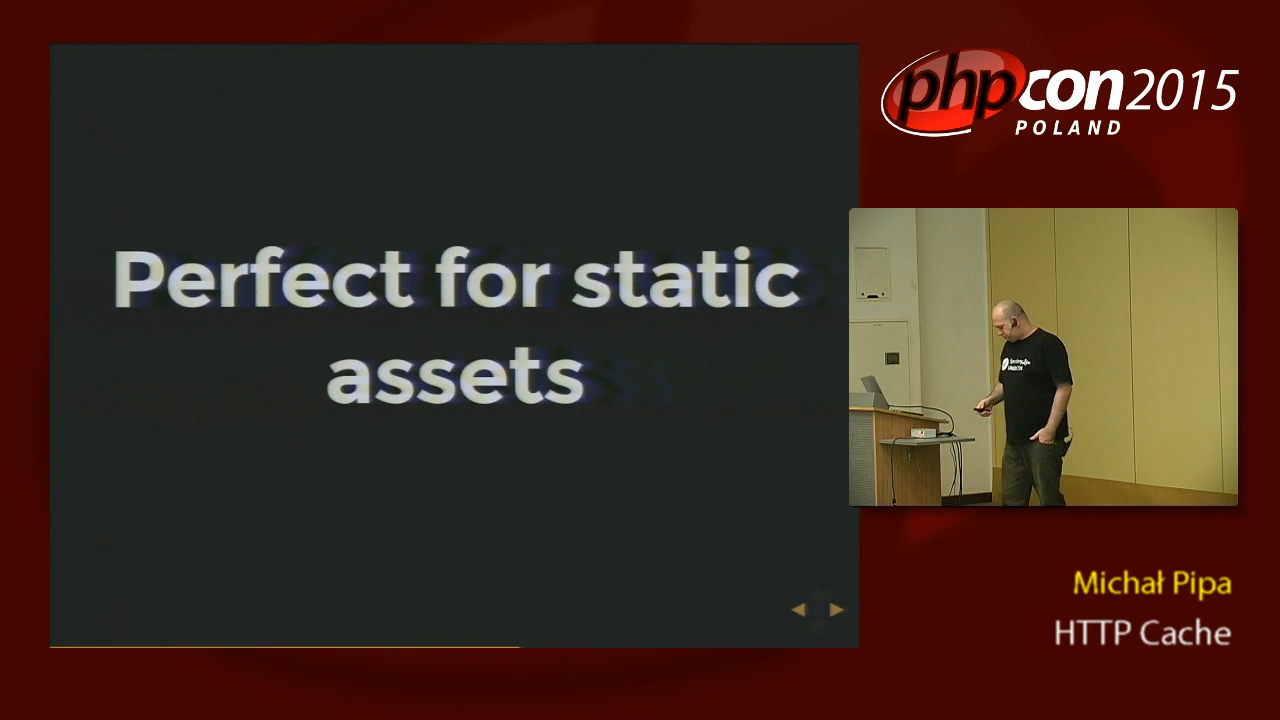 Perfect for static
assets
phpcon2015
POLAND
Michał Pipa
HTTP Cache